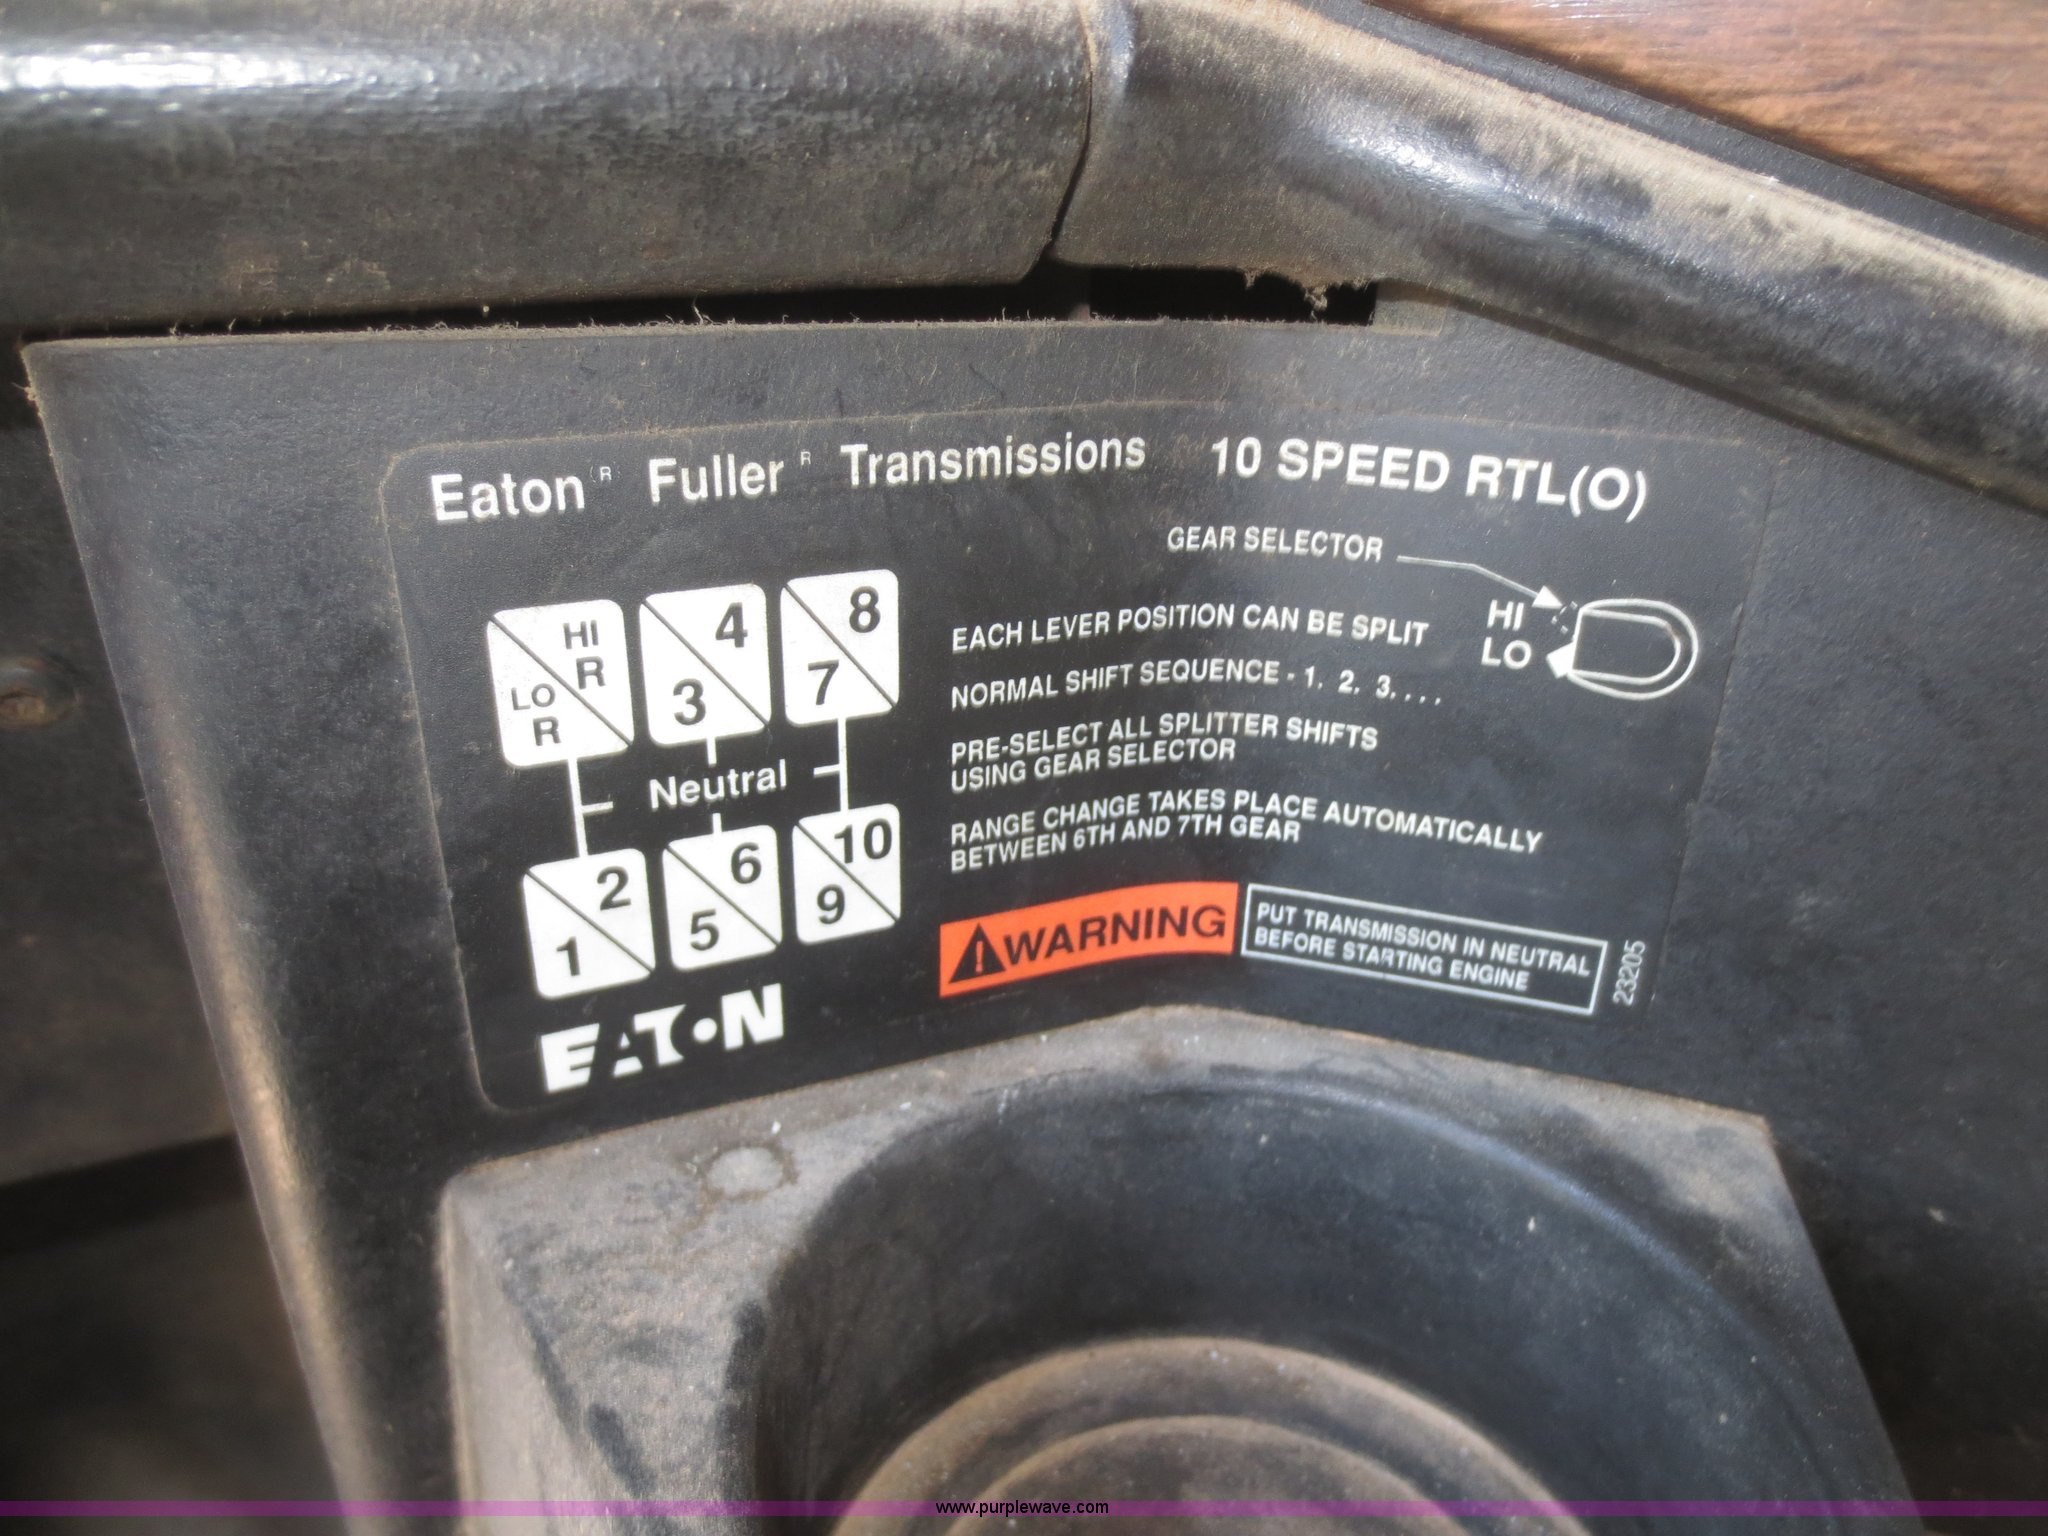 Eaton ® Fuller ® Transmissions 10 SPEED RTL(O)
GEAR SELECTOR
HI
LO
HI
R
LO
R
4
3
8
7
Neutral
2
1
6
5
10
9
EATON
EACH LEVER POSITION CAN BE SPLIT
NORMAL SHIFT SEQUENCE - 1. 2. 3. . . .
PRE-SELECT ALL SPLITTER SHIFTS
USING GEAR SELECTOR
RANGE CHANGE TAKES PLACE AUTOMATICALLY
BETWEEN 6TH AND 7TH GEAR
WARNING
PUT TRANSMISSION IN NEUTRAL
BEFORE STARTING ENGINE
23205
www.purplewave.com